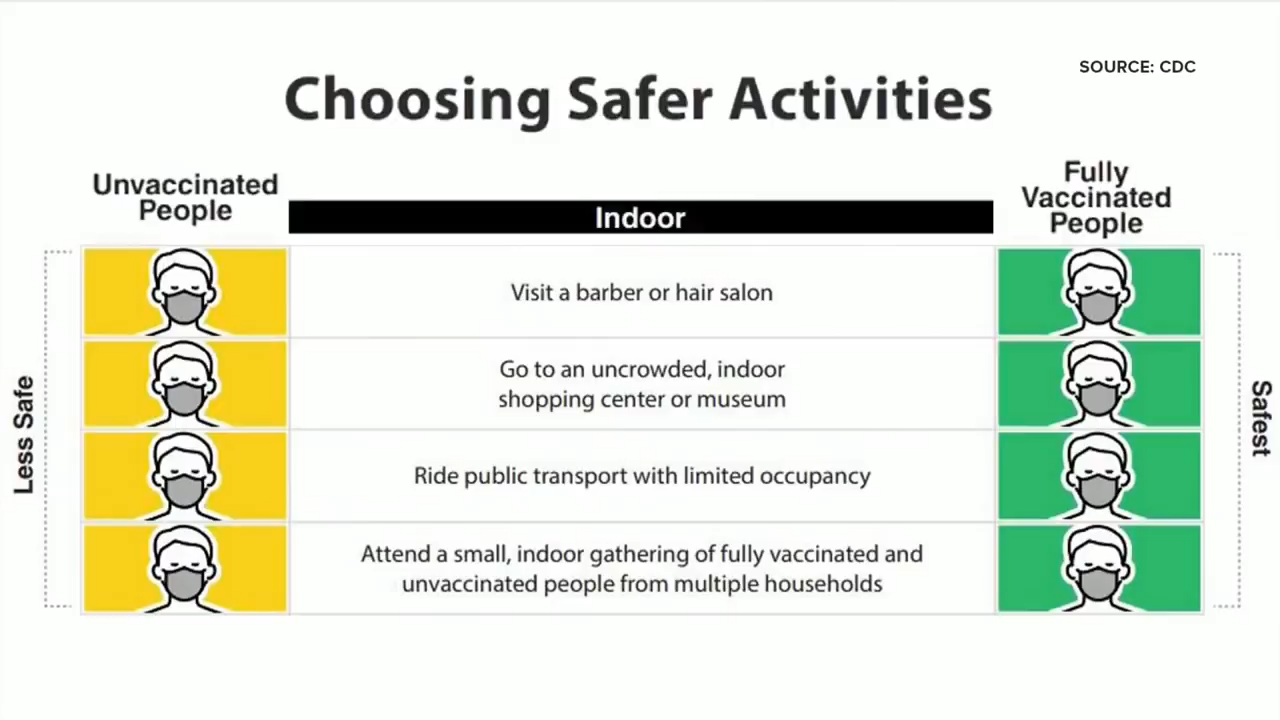 SOURCE: CDC
Choosing Safer Activities
Unvaccinated
People
Indoor
Fully
Vaccinated
People
Less Safe
Visit a barber or hair salon
Go to an uncrowded, indoor
shopping center or museum
Ride public transport with limited occupancy
Attend a small, indoor gathering of fully vaccinated and
unvaccinated people from multiple households
Safest